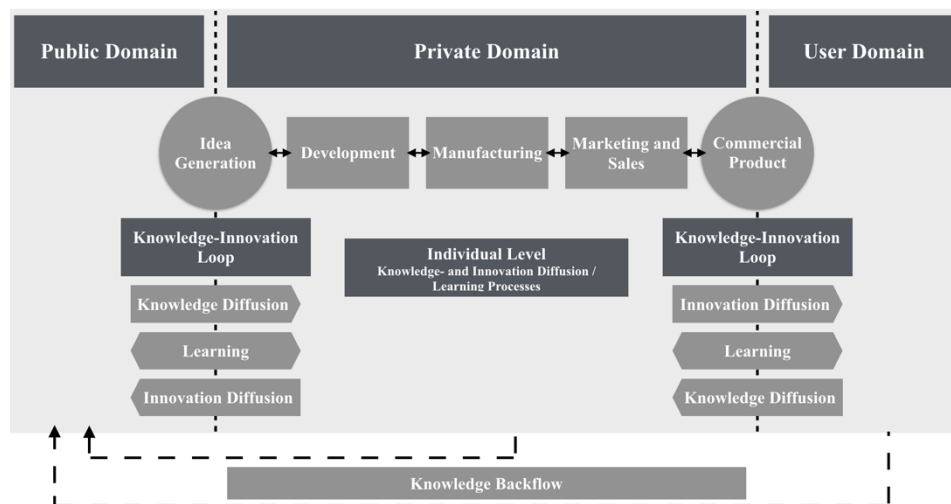 Public Domain
Private Domain
User Domain
Idea
Generation
Development
Manufacturing
Marketing and
Sales
Commercial
Product
Knowledge-Innovation
Loop
Individual Level
Knowledge- and Innovation Diffusion /
Learning Processes
Knowledge-Innovation
Loop
Knowledge Diffusion
Innovation Diffusion
Learning
Learning
Innovation Diffusion
Knowledge Diffusion
Knowledge Backflow